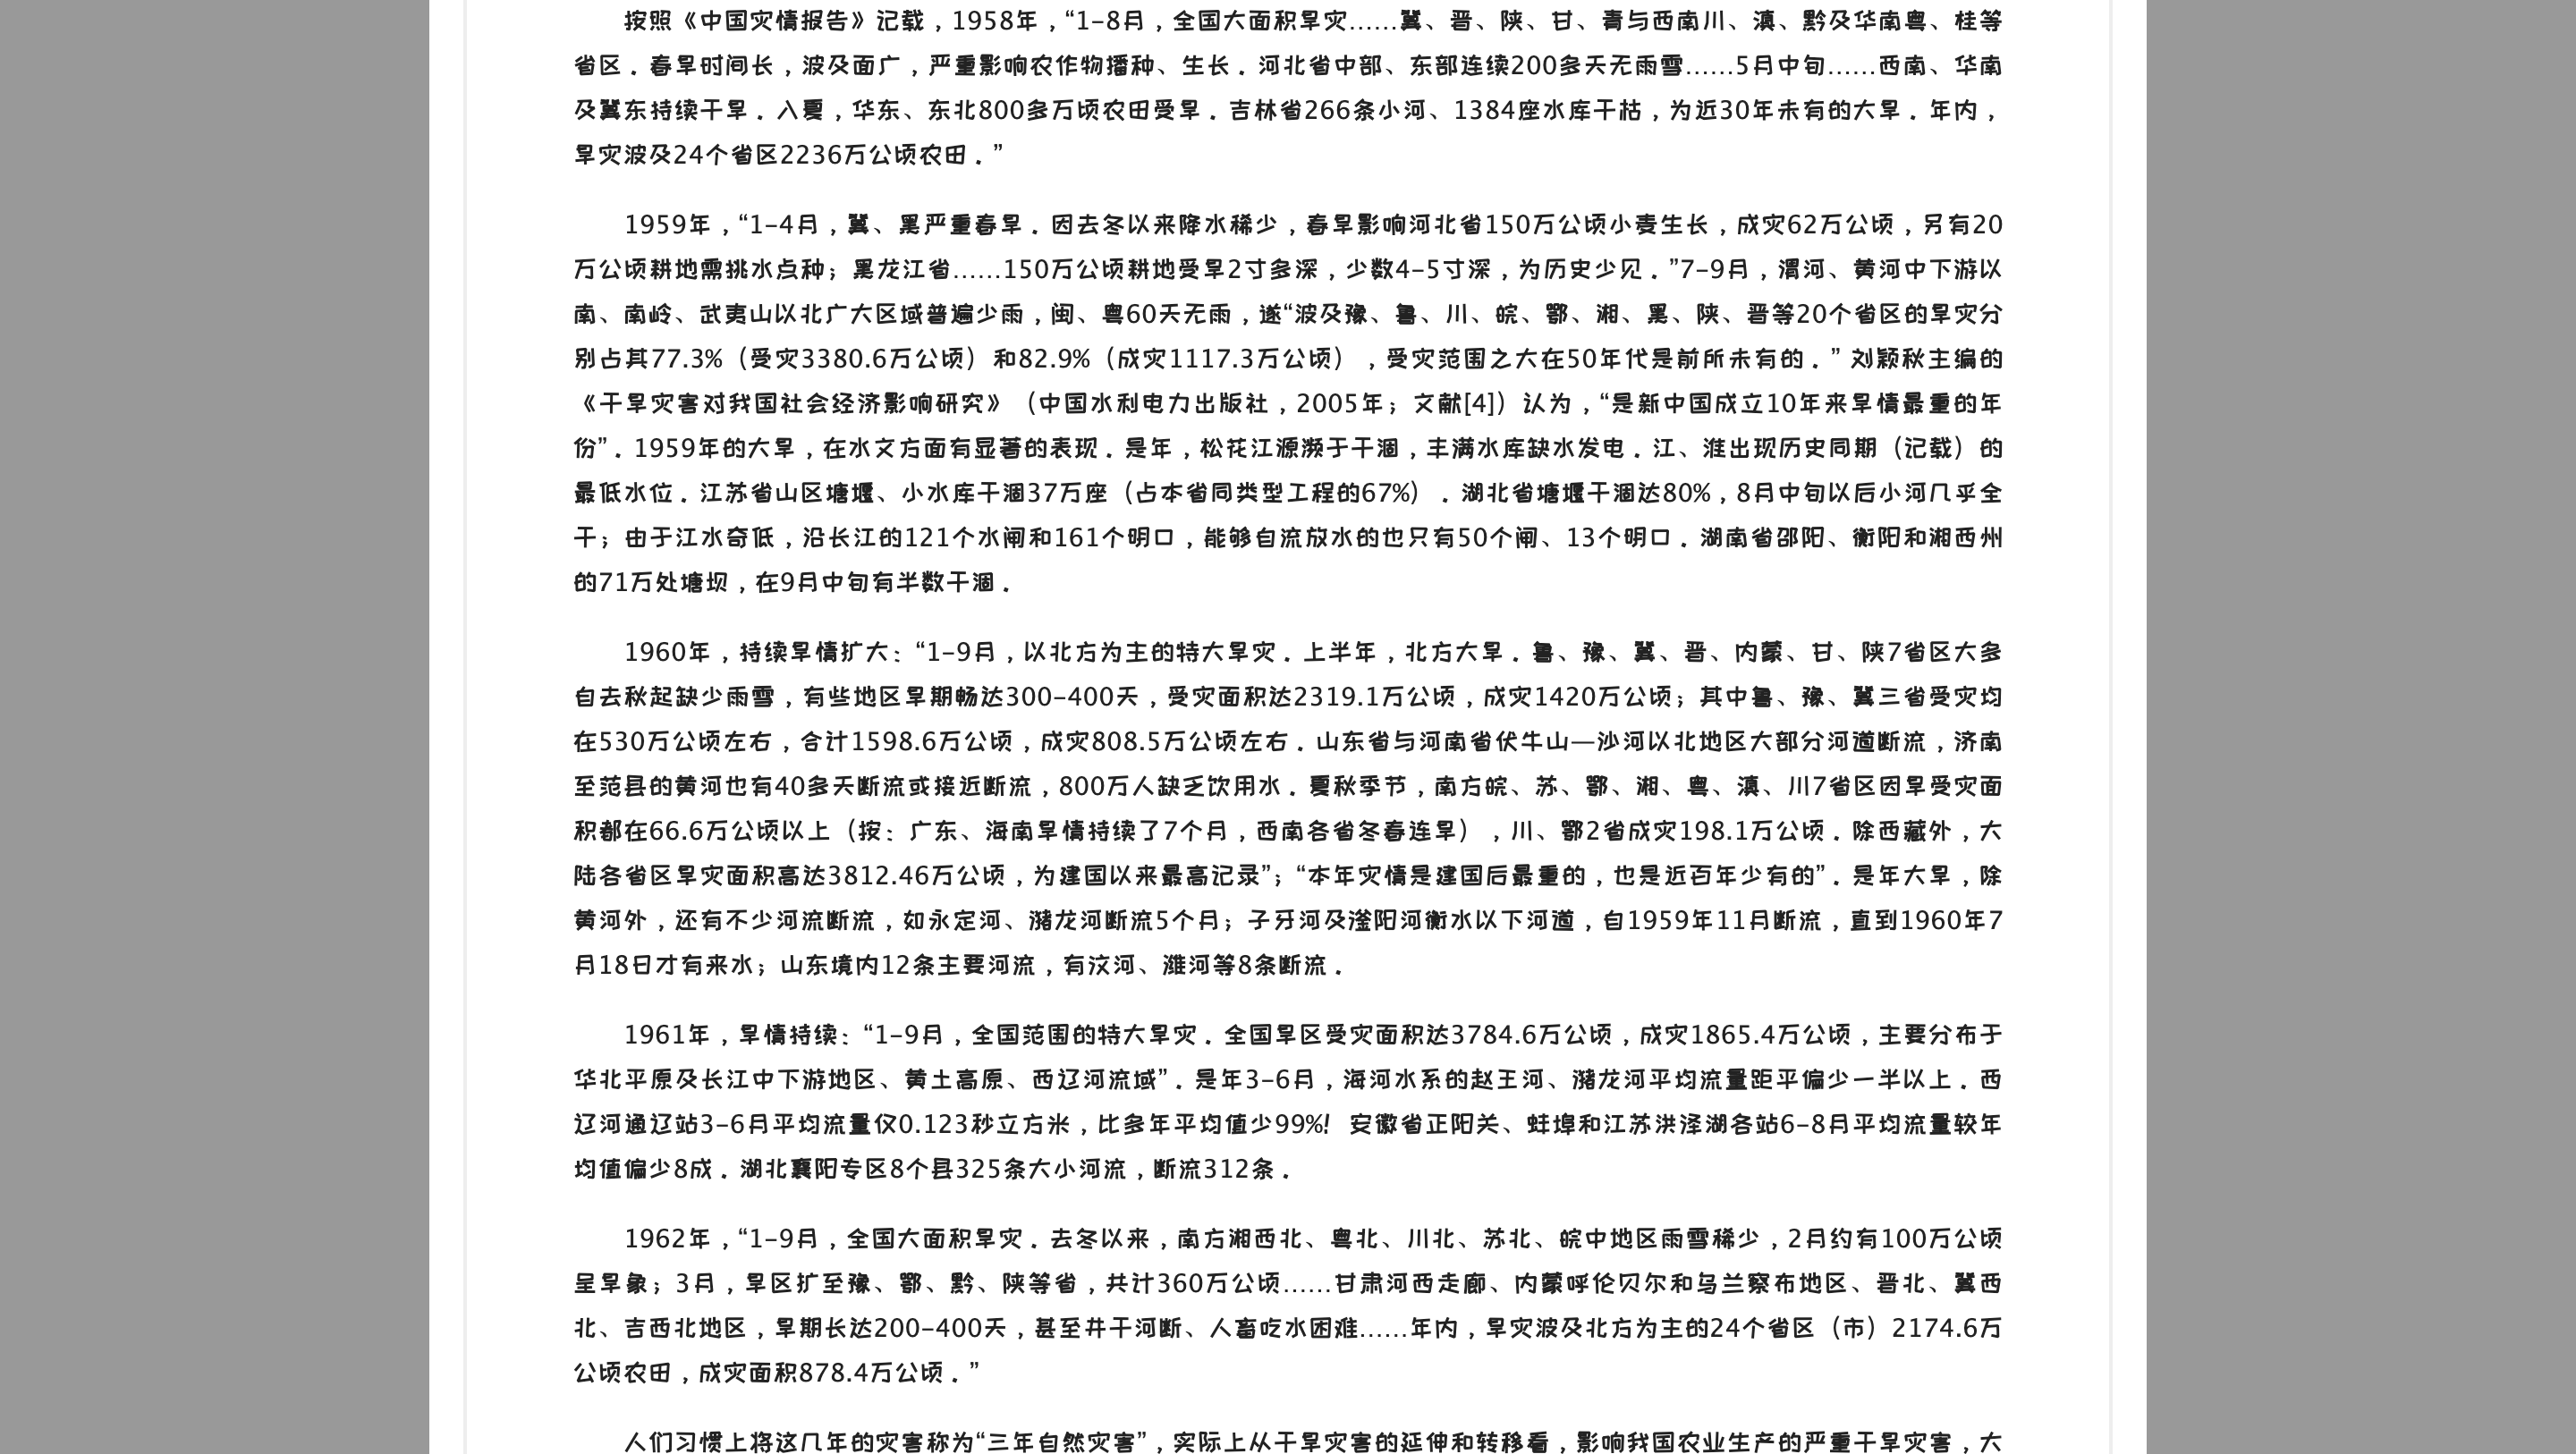 按照《中国灾情报告》记载，1958年，“1-8月，全国大面积旱灾……冀、晋、陕、甘、青与西南川、滇、黔及华南粤、桂等
省区．春旱时间长，波及面广，严重影响农作物播种、生长．河北省中部、东部连续200多天无雨雪……5月中旬……西南、华南
及冀东持续干旱．入夏，华东、东北800多万顷农田受旱．吉林省266条小河、1384座水库干枯，为近30年未有的大旱．年内，
旱灾波及24个省区2236万公顷农田．”
1959年，“1-4月，冀、黑严重春旱．因去冬以来降水稀少，春旱影响河北省150万公顷小麦生长，成灾62万公顷，另有20
万公顷耕地需挑水点种；黑龙江省……150万公顷耕地受旱2寸多深，少数4-5寸深，为历史少见．”7-9月，渭河、黄河中下游以
南、南岭、武夷山以北广大区域普遍少雨，闽、粤60天无雨，遂“波及豫、鲁、川、皖、鄂、湘、黑、陕、晋等20个省区的旱灾分
别占其77.3%（受灾3380.6万公顷）和82.9%（成灾1117.3万公顷），受灾范围之大在50年代是前所未有的．” 刘颖秋主编的
《干旱灾害对我国社会经济影响研究》（中国水利电力出版社，2005年；文献[4]）认为，“是新中国成立10年来旱情最重的年
份”．1959年的大旱，在水文方面有显著的表现．是年，松花江源濒于干涸，丰满水库缺水发电．江、淮出现历史同期（记载）的
最低水位．江苏省山区塘堰、小水库干涸37万座（占本省同类型工程的67%）．湖北省塘堰干涸达80%，8月中旬以后小河几乎全
干；由于江水奇低，沿长江的121个水闸和161个明口，能够自流放水的也只有50个闸、13个明口．湖南省邵阳、衡阳和湘西州
的71万处塘坝，在9月中旬有半数干涸．
1960年，持续旱情扩大：“1-9月，以北方为主的特大旱灾．上半年，北方大旱．鲁、豫、冀、晋、内蒙、甘、陕7省区大多
自去秋起缺少雨雪，有些地区旱期畅达300-400天，受灾面积达2319.1万公顷，成灾1420万公顷；其中鲁、豫、冀三省受灾均
在530万公顷左右，合计1598.6万公顷，成灾808.5万公顷左右．山东省与河南省伏牛山—沙河以北地区大部分河道断流，济南
至范县的黄河也有40多天断流或接近断流，800万人缺乏饮用水．夏秋季节，南方皖、苏、鄂、湘、粤、滇、川7省区因旱受灾面
积都在66.6万公顷以上（按：广东、海南旱情持续了7个月，西南各省冬春连旱），川、鄂2省成灾198.1万公顷．除西藏外，大
陆各省区旱灾面积高达3812.46万公顷，为建国以来最高记录”；“本年灾情是建国后最重的，也是近百年少有的”．是年大旱，除
黄河外，还有不少河流断流，如永定河、潴龙河断流5个月；子牙河及滏阳河衡水以下河道，自1959年11月断流，直到1960年7
月18日才有来水；山东境内12条主要河流，有汶河、潍河等8条断流．
1961年，旱情持续：“1-9月，全国范围的特大旱灾．全国旱区受灾面积达3784.6万公顷，成灾1865.4万公顷，主要分布于
华北平原及长江中下游地区、黄土高原、西辽河流域”．是年3-6月，海河水系的赵王河、潴龙河平均流量距平偏少一半以上．西
辽河通辽站3-6月平均流量仅0.123秒立方米，比多年平均值少99%！安徽省正阳关、蚌埠和江苏洪泽湖各站6-8月平均流量较年
均值偏少8成．湖北襄阳专区8个县325条大小河流，断流312条．
1962年，“1-9月，全国大面积旱灾．去冬以来，南方湘西北、粤北、川北、苏北、皖中地区雨雪稀少，2月约有100万公顷
呈旱象；3月，旱区扩至豫、鄂、黔、陕等省，共计360万公顷……甘肃河西走廊、内蒙呼伦贝尔和乌兰察布地区、晋北、冀西
北、吉西北地区，旱期长达200-400天，甚至井干河断、人畜吃水困难……年内，旱灾波及北方为主的24个省区（市）2174.6万
公顷农田，成灾面积878.4万公顷．”
人们习惯上将这几年的灾害称为“三年自然灾害”，实际上从干旱灾害的延伸和转移看，影响我国农业生产的严重干旱灾害，大